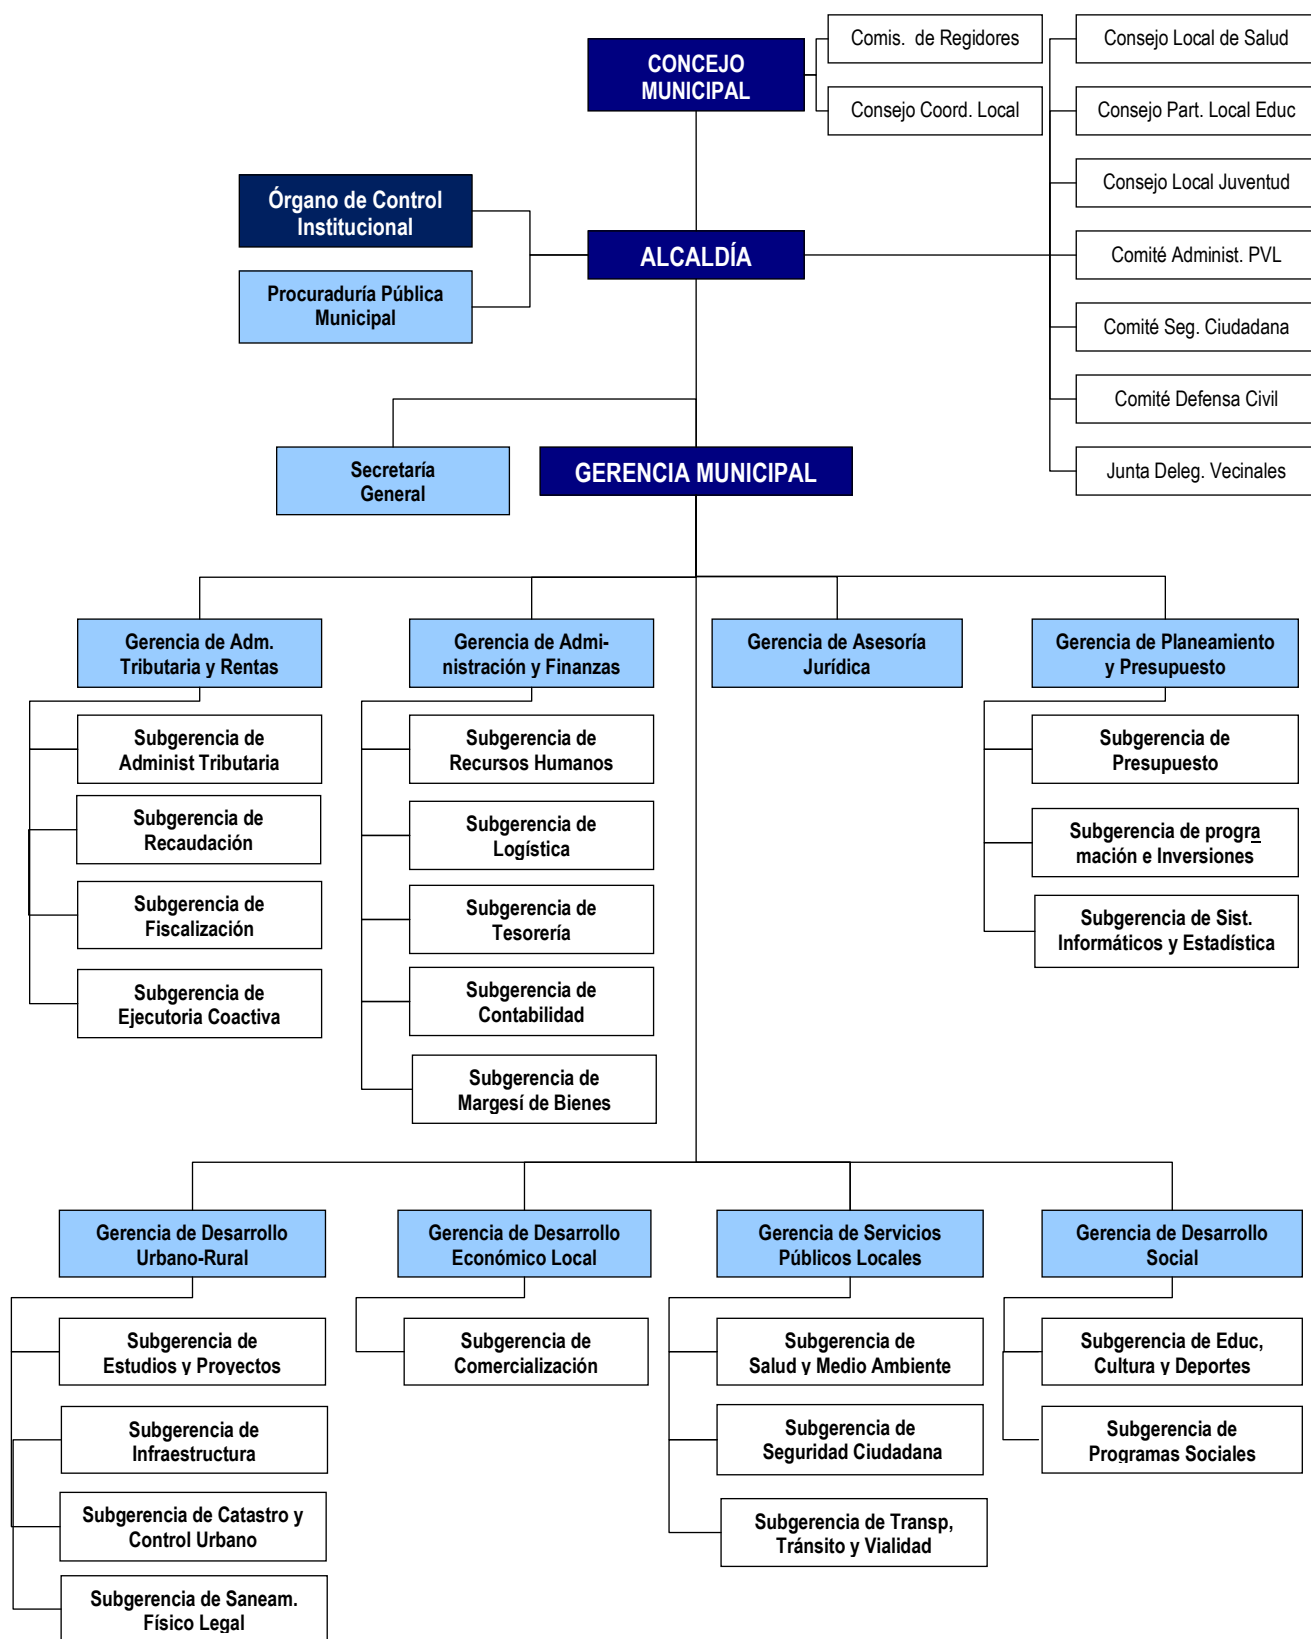 CONCEJO
MUNICIPAL
Comis. de Regidores
Consejo Coord. Local
Consejo Local de Salud
Consejo Part. Local Educ
Consejo Local Juventud
Comité Administ. PVL
Comité Seg. Ciudadana
Comité Defensa Civil
Junta Deleg. Vecinales
Órgano de Control
Institucional
Procuraduría Pública
Municipal
ALCALDÍA
Secretaría
General
GERENCIA MUNICIPAL
Gerencia de Adm.
Tributaria y Rentas
Subgerencia de
Administ Tributaria
Subgerencia de
Recaudación
Subgerencia de
Fiscalización
Subgerencia de
Ejecutoria Coactiva
Gerencia de Admi-
nistración y Finanzas
Subgerencia de
Recursos Humanos
Subgerencia de
Logística
Subgerencia de
Tesorería
Subgerencia de
Contabilidad
Subgerencia de
Margesí de Bienes
Gerencia de Asesoría
Jurídica
Gerencia de Planeamiento
y Presupuesto
Subgerencia de
Presupuesto
Subgerencia de progra
mación e Inversiones
Subgerencia de Sist.
Informáticos y Estadística
Gerencia de Desarrollo
Urbano-Rural
Subgerencia de
Estudios y Proyectos
Subgerencia de
Infraestructura
Subgerencia de Catastro y
Control Urbano
Subgerencia de Saneam.
Físico Legal
Gerencia de Desarrollo
Económico Local
Subgerencia de
Comercialización
Gerencia de Servicios
Públicos Locales
Subgerencia de
Salud y Medio Ambiente
Subgerencia de
Seguridad Ciudadana
Subgerencia de Transp,
Tránsito y Vialidad
Gerencia de Desarrollo
Social
Subgerencia de Educ,
Cultura y Deportes
Subgerencia de
Programas Sociales